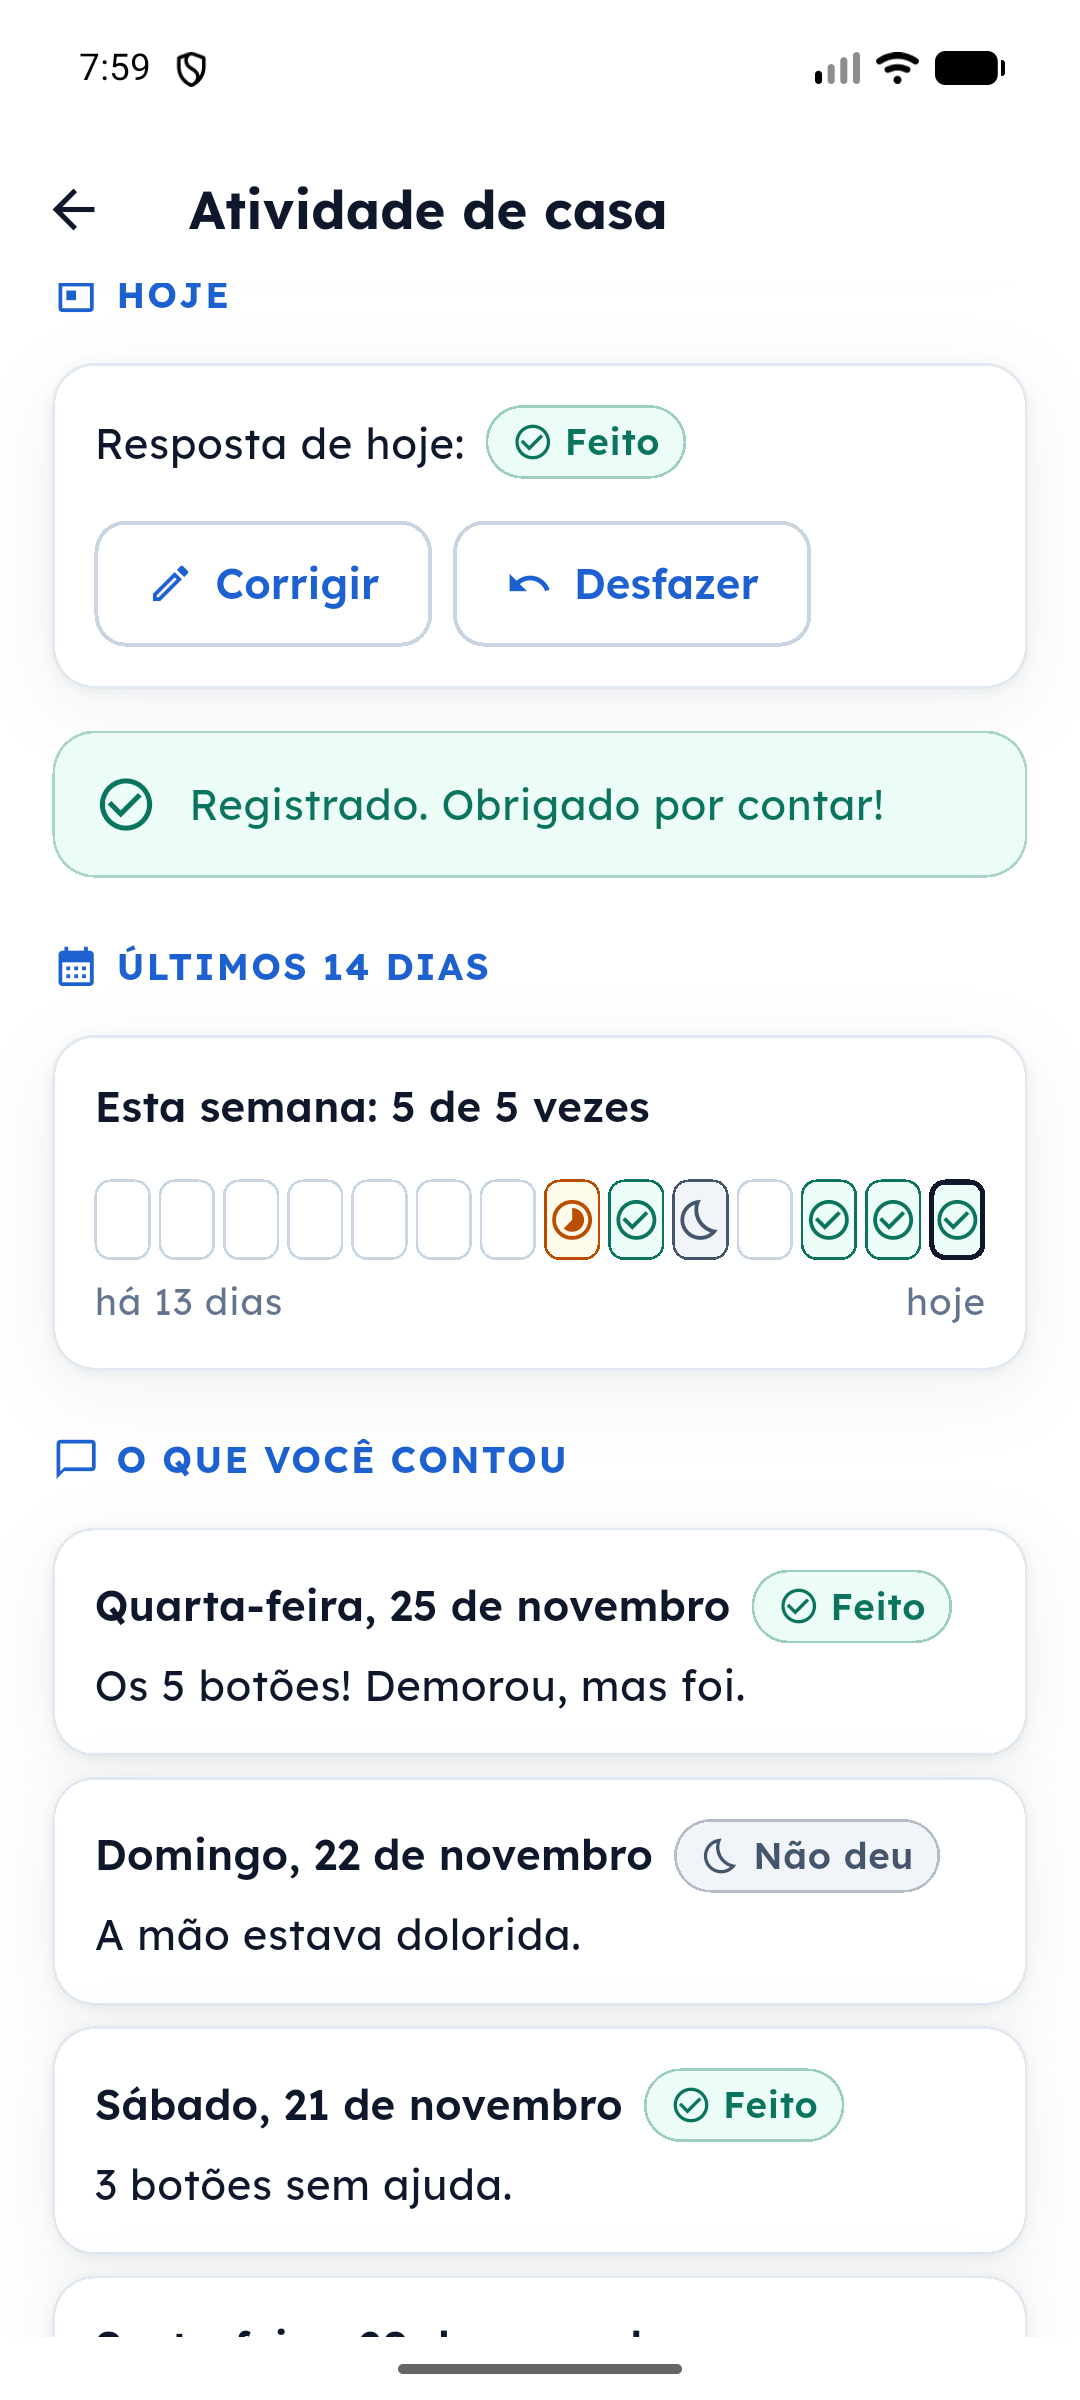 7:59
Atividade de casa
HOJE
Resposta de hoje: Feito
Corrigir Desfazer
Registrado. Obrigado por contar!
ÚLTIMOS 14 DIAS
Esta semana: 5 de 5 vezes
há 13 dias hoje
O QUE VOCÊ CONTOU
Quarta-feira, 25 de novembro Feito
Os 5 botões! Demorou, mas foi.
Domingo, 22 de novembro Não deu
A mão estava dolorida.
Sábado, 21 de novembro Feito
3 botões sem ajuda.